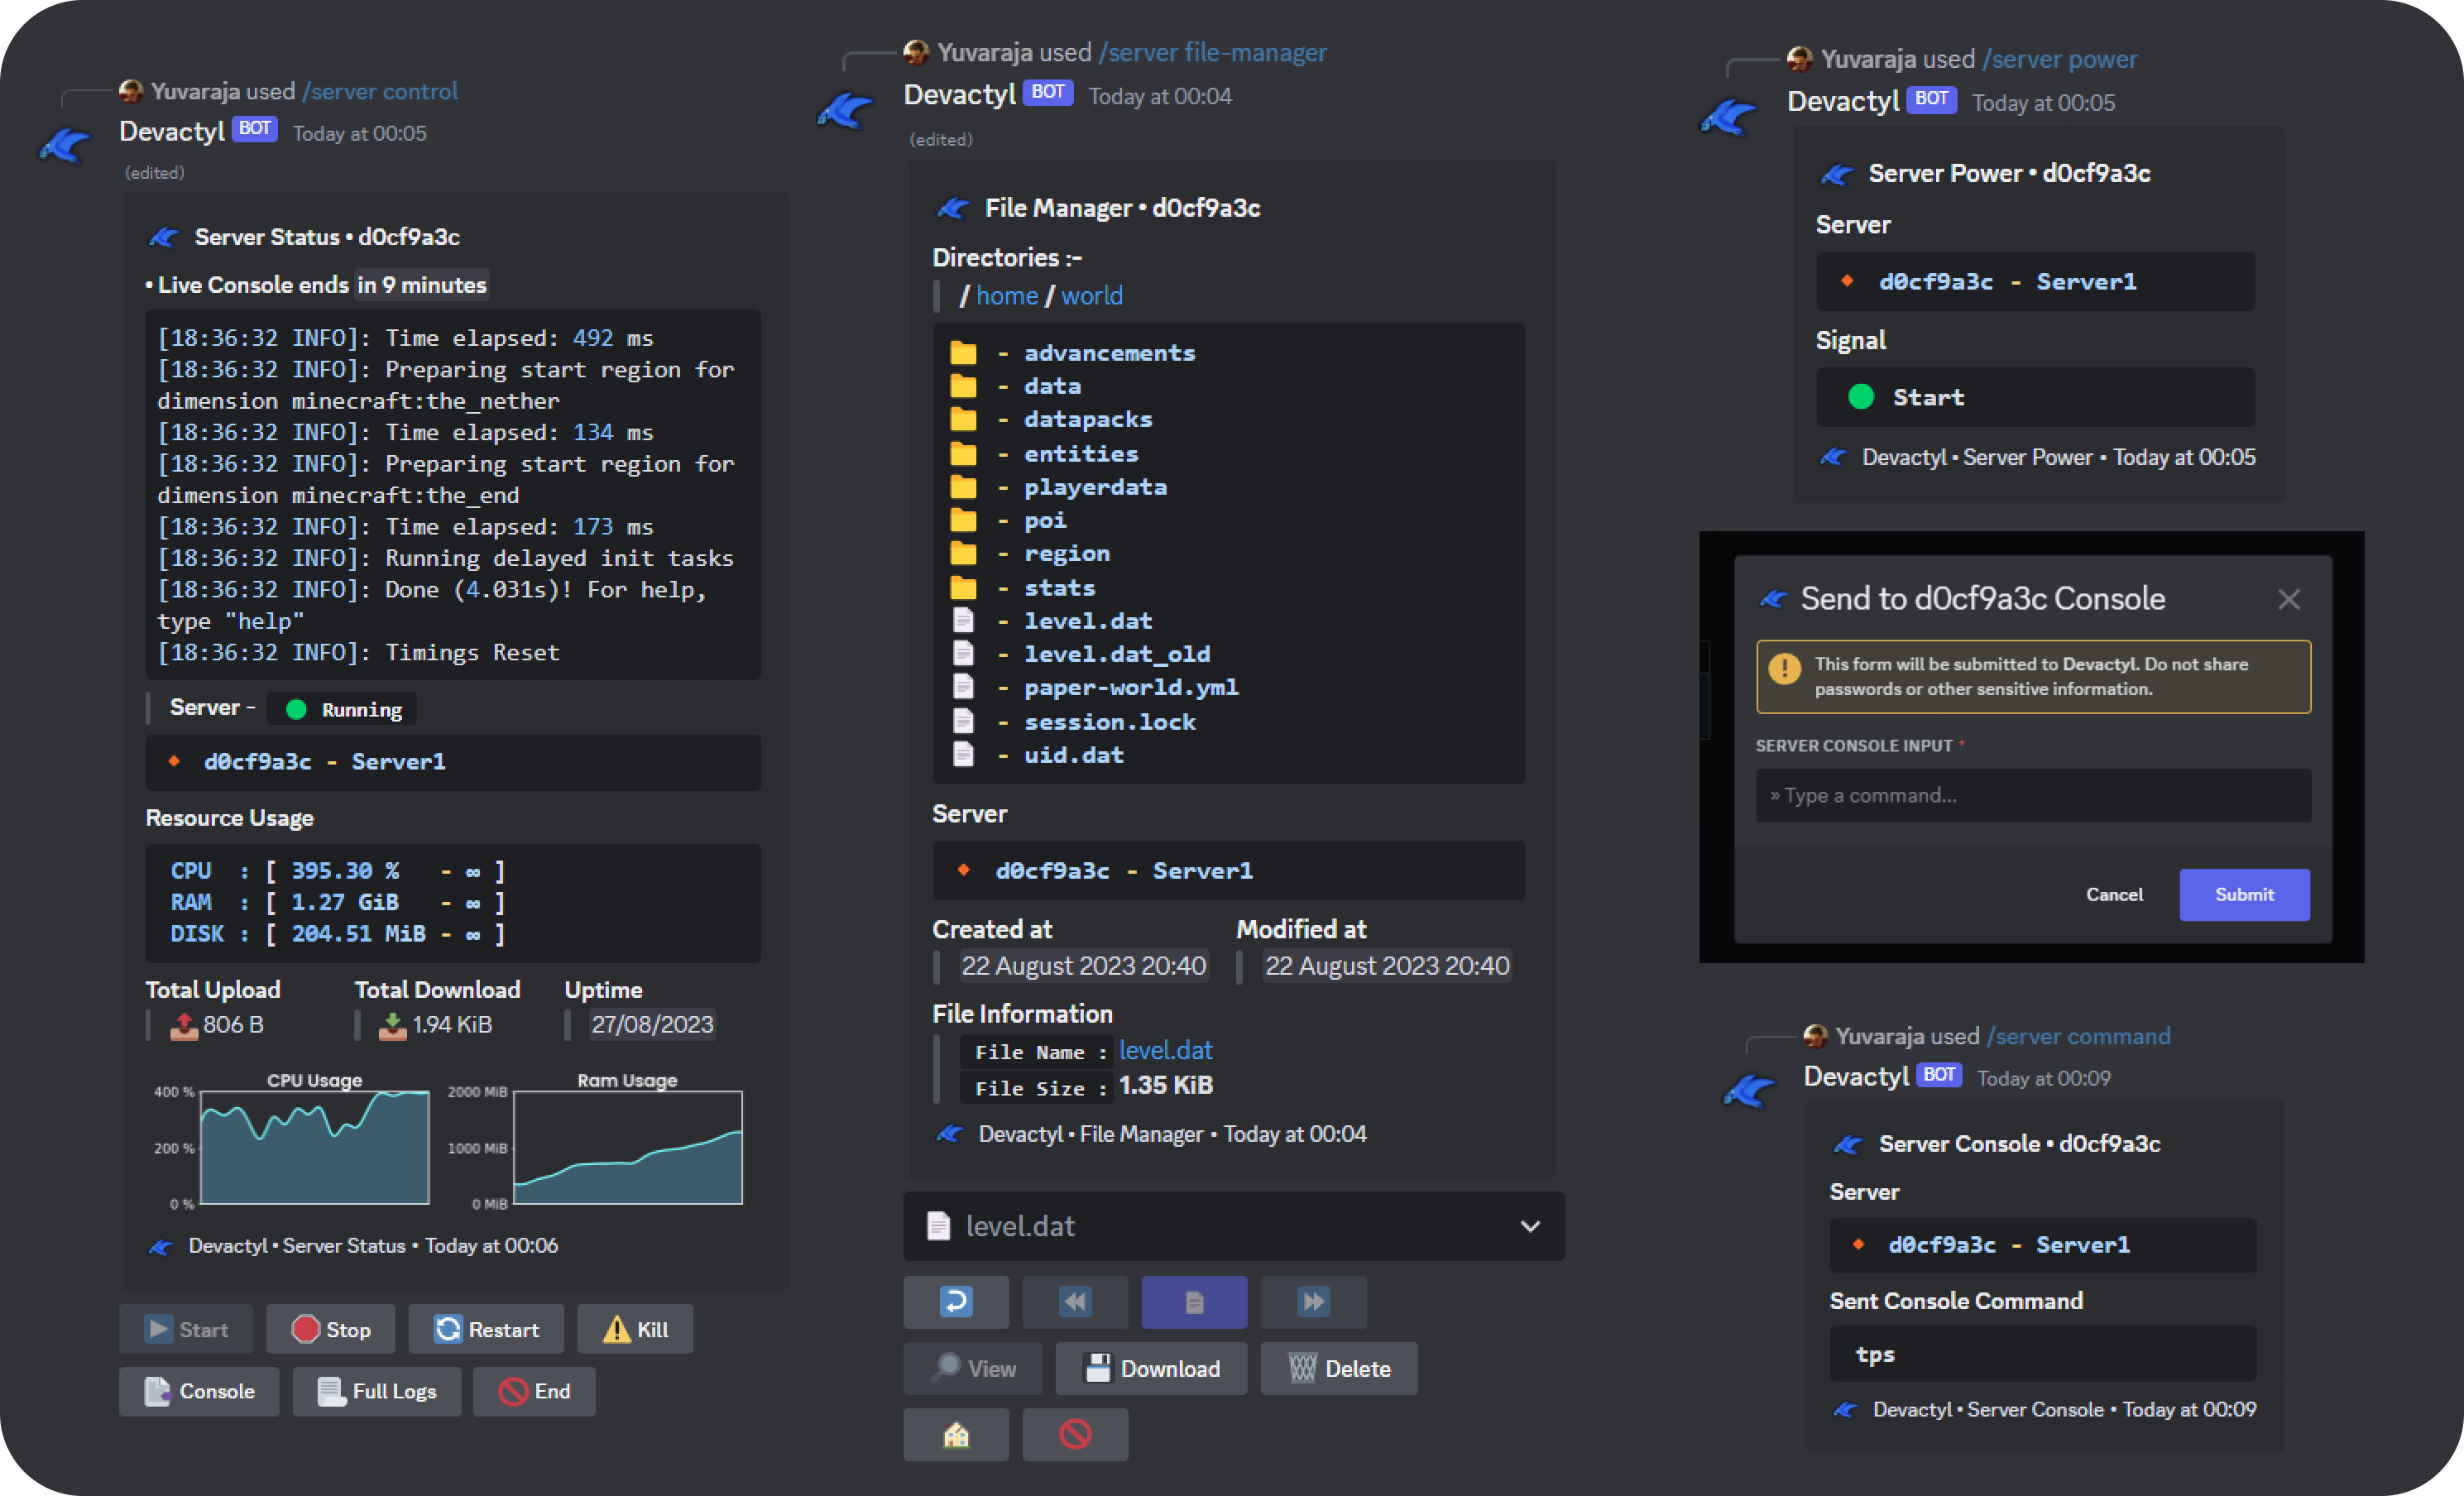 Yuvaraja used /server control
Devactyl BOT Today at 00:05
(edited)
Server Status • d0cf9a3c
• Live Console ends in 9 minutes
[18:36:32 INFO]: Time elapsed: 492 ms
[18:36:32 INFO]: Preparing start region for
dimension minecraft:the_nether
[18:36:32 INFO]: Time elapsed: 134 ms
[18:36:32 INFO]: Preparing start region for
dimension minecraft:the_end
[18:36:32 INFO]: Time elapsed: 173 ms
[18:36:32 INFO]: Running delayed init tasks
[18:36:32 INFO]: Done (4.031s)! For help,
type "help"
[18:36:32 INFO]: Timings Reset
Server - Running
d0cf9a3c - Server1
Resource Usage
CPU : [ 395.30 % - ∞ ]
RAM : [ 1.27 GiB - ∞ ]
DISK : [ 204.51 MiB - ∞ ]
Total Upload Total Download Uptime
806 B 1.94 KiB 27/08/2023
CPU Usage Ram Usage
400 % 2000 MiB
200 % 1000 MiB
0 % 0 MiB
Devactyl • Server Status • Today at 00:06
Start Stop Restart Kill
Console Full Logs End
Yuvaraja used /server file-manager
Devactyl BOT Today at 00:04
(edited)
File Manager • d0cf9a3c
Directories :-
/ home / world
- advancements
- data
- datapacks
- entities
- playerdata
- poi
- region
- stats
- level.dat
- level.dat_old
- paper-world.yml
- session.lock
- uid.dat
Server
d0cf9a3c - Server1
Created at Modified at
22 August 2023 20:40 22 August 2023 20:40
File Information
File Name : level.dat
File Size : 1.35 KiB
Devactyl • File Manager • Today at 00:04
level.dat
View Download Delete
Yuvaraja used /server power
Devactyl BOT Today at 00:05
Server Power • d0cf9a3c
Server
d0cf9a3c - Server1
Signal
Start
Devactyl • Server Power • Today at 00:05
Send to d0cf9a3c Console
This form will be submitted to Devactyl. Do not share
passwords or other sensitive information.
SERVER CONSOLE INPUT *
» Type a command...
Cancel Submit
Yuvaraja used /server command
Devactyl BOT Today at 00:09
Server Console • d0cf9a3c
Server
d0cf9a3c - Server1
Sent Console Command
tps
Devactyl • Server Console • Today at 00:09